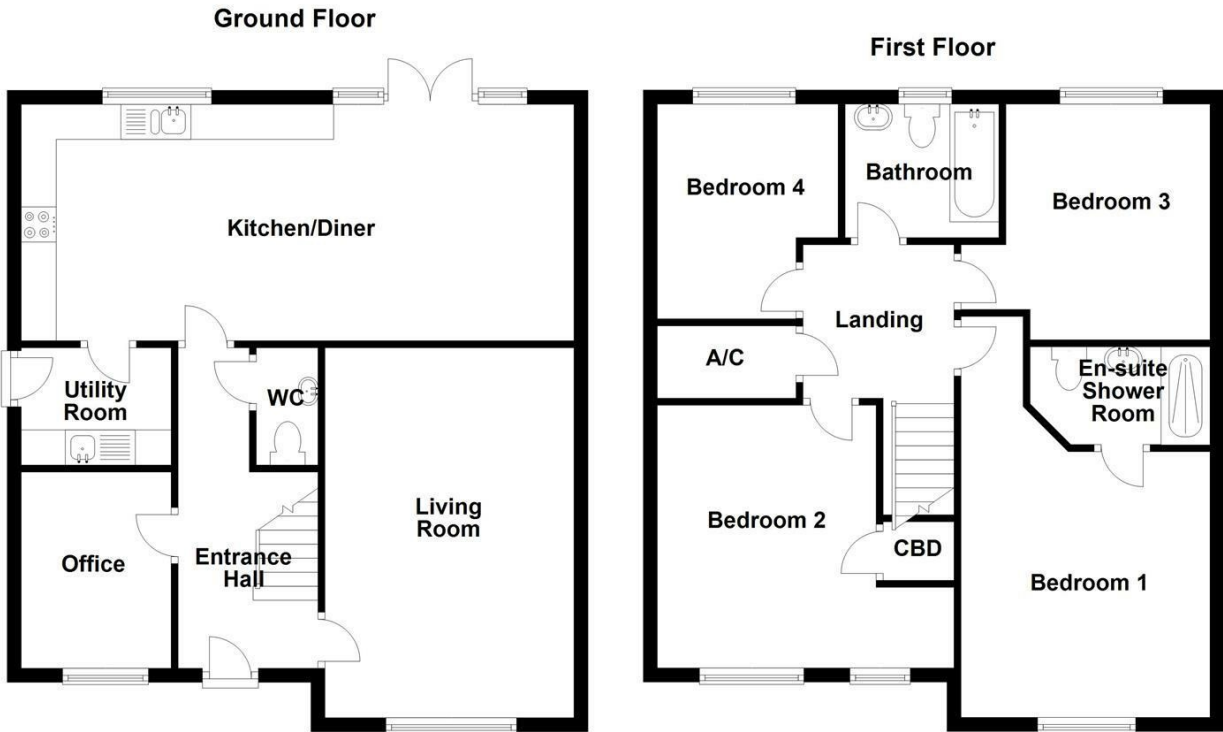 Ground Floor
Kitchen/Diner
Utility
Room
WC
Office
Entrance
Hall
Living
Room
First Floor
Bedroom 4
Bathroom
Bedroom 3
Landing
A/C
En-suite
Shower
Room
Bedroom 2
CBD
Bedroom 1